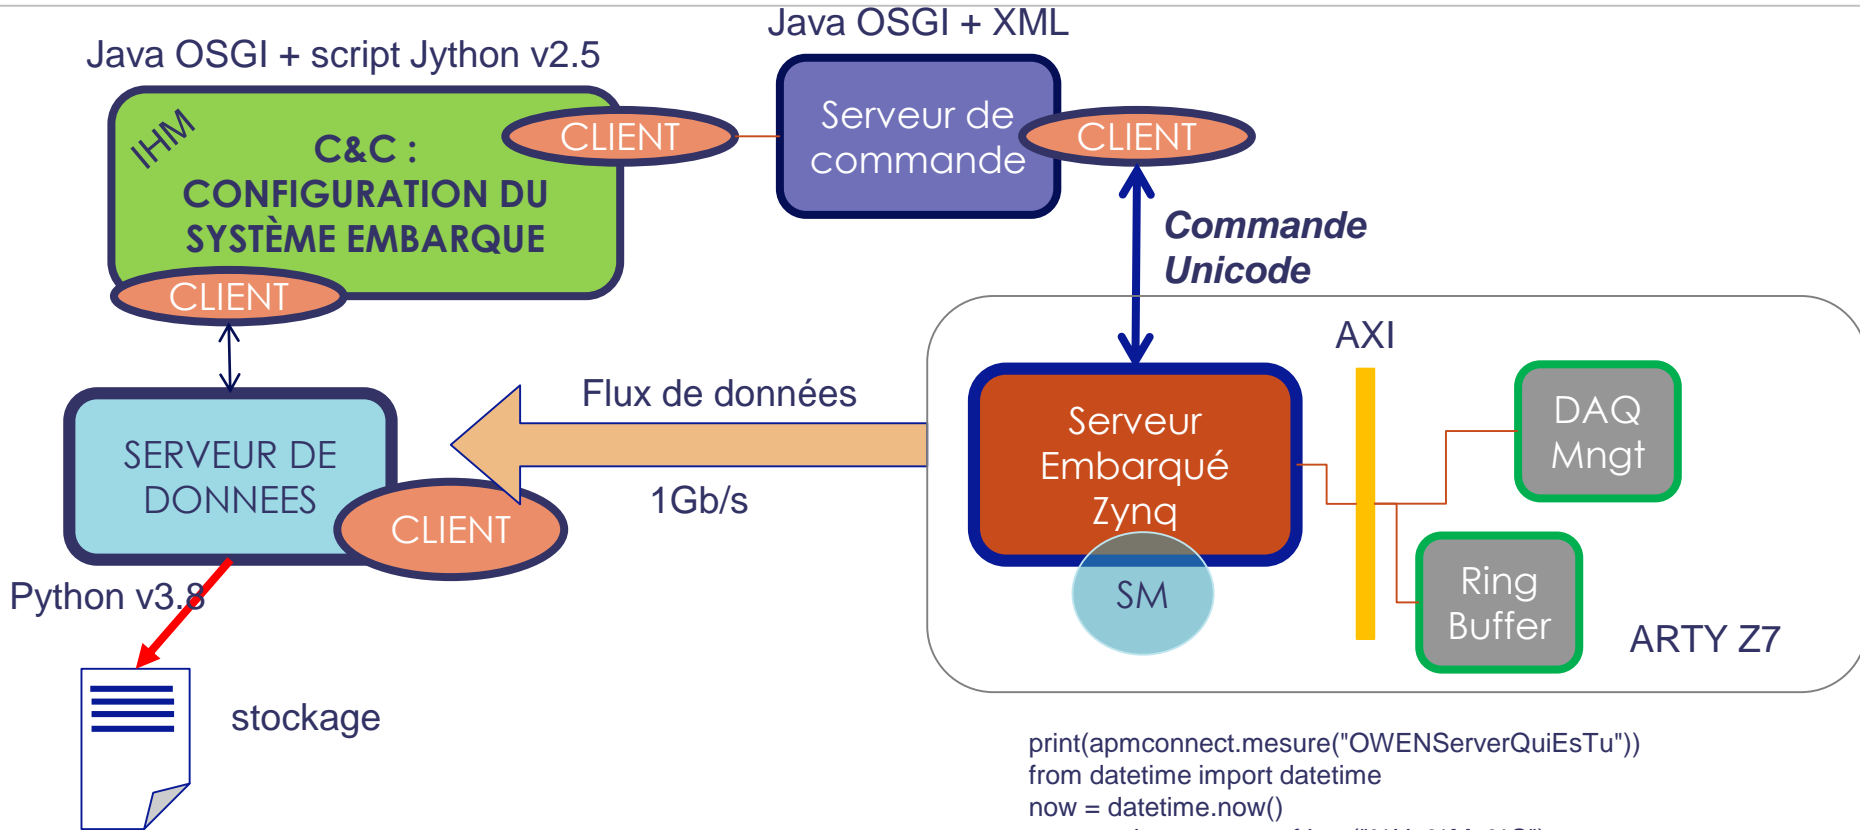 Java OSGI + XML
Java OSGI + script Jython v2.5
IHM
C&C :
CONFIGURATION DU
SYSTÈME EMBARQUE
CLIENT
Serveur de
commande
CLIENT
CLIENT
Commande
Unicode
AXI
Flux de données
1Gb/s
SERVEUR DE
DONNEES
CLIENT
Serveur
Embarqué
Zynq
SM
DAQ
Mngt
Ring
Buffer
ARTY Z7
Python v3.8
stockage
print(apmconnect.mesure("OWENServerQuiEsTu"))
from datetime import datetime
now = datetime.now()